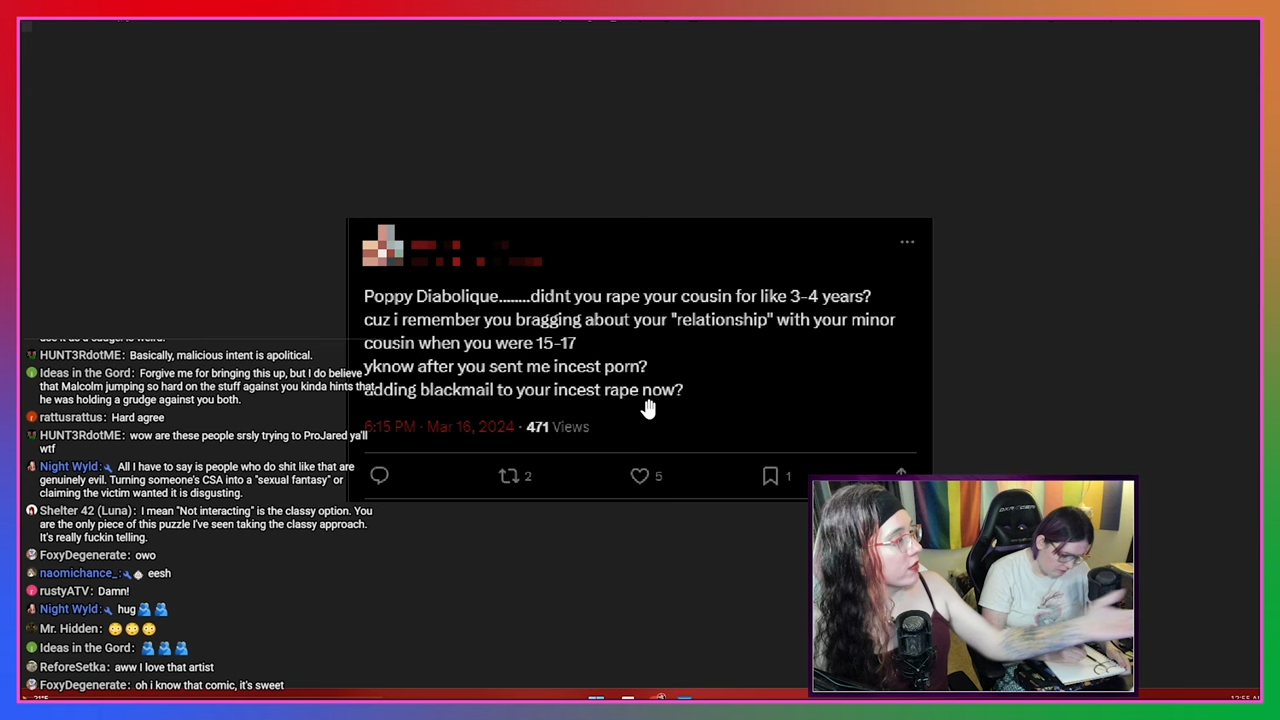 Poppy Diabolique........didnt you rape your cousin for like 3-4 years?
cuz i remember you bragging about your "relationship" with your minor
cousin when you were 15-17
yknow after you sent me incest porn?
adding blackmail to your incest rape now?
6:15 PM · Mar 16, 2024 · 471 Views
2
5
1
HUNT3RdotME: Basically, malicious intent is apolitical.
Ideas in the Gord: Forgive me for bringing this up, but I do believe
that Malcolm jumping so hard on the stuff against you kinda hints that
he was holding a grudge against you both.
rattusrattus: Hard agree
HUNT3RdotME: wow are these people srsly trying to ProJared ya'll
wtf
Night Wyld: All I have to say is people who do shit like that are
genuinely evil. Turning someone's CSA into a "sexual fantasy" or
claiming the victim wanted it is disgusting.
Shelter 42 (Luna): I mean "Not interacting" is the classy option. You
are the only piece of this puzzle I've seen taking the classy approach.
It's really fuckin telling.
FoxyDegenerate: owo
naomichance_: eesh
rustyATV: Damn!
Night Wyld: hug
Mr. Hidden:
Ideas in the Gord:
ReforeSetka: aww I love that artist
FoxyDegenerate: oh i know that comic, it's sweet